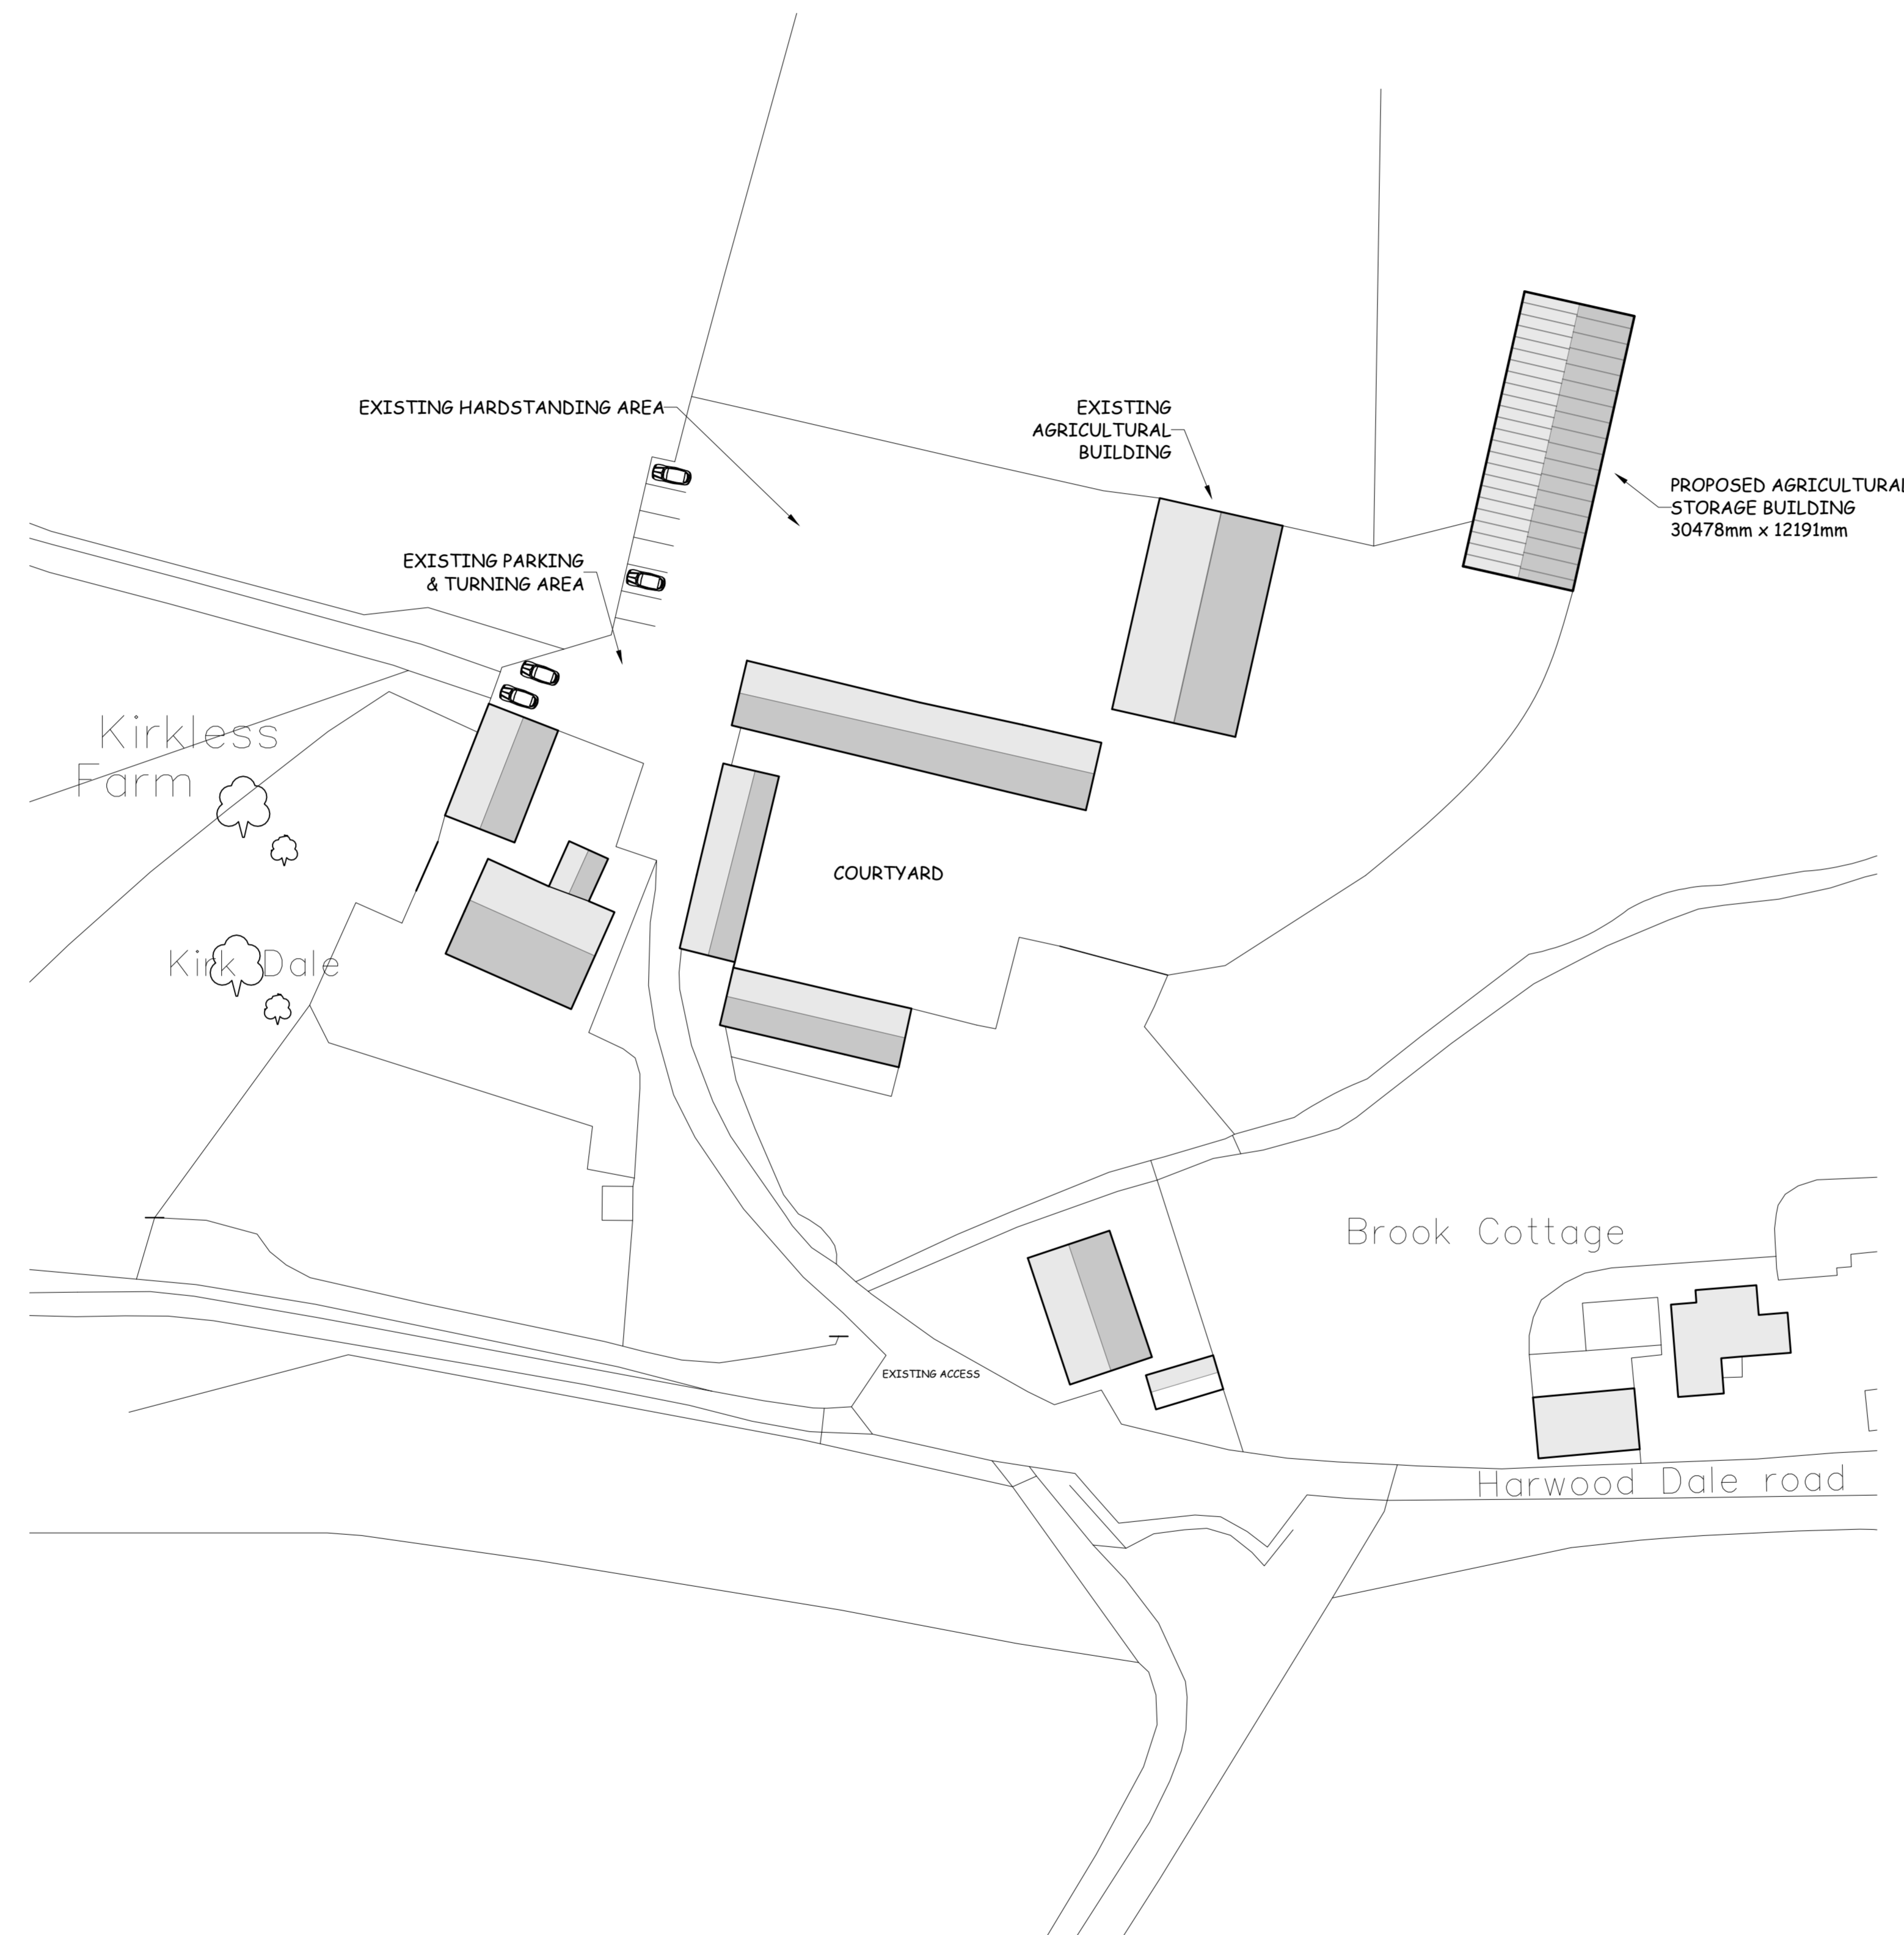 EXISTING HARDSTANDING AREA
EXISTING
AGRICULTURAL
BUILDING
PROPOSED AGRICULTURAL
STORAGE BUILDING
30478mm x 12191mm
EXISTING PARKING
& TURNING AREA
Kirkless
Farm
COURTYARD
Kirk Dale
Brook Cottage
EXISTING ACCESS
Harwood Dale road